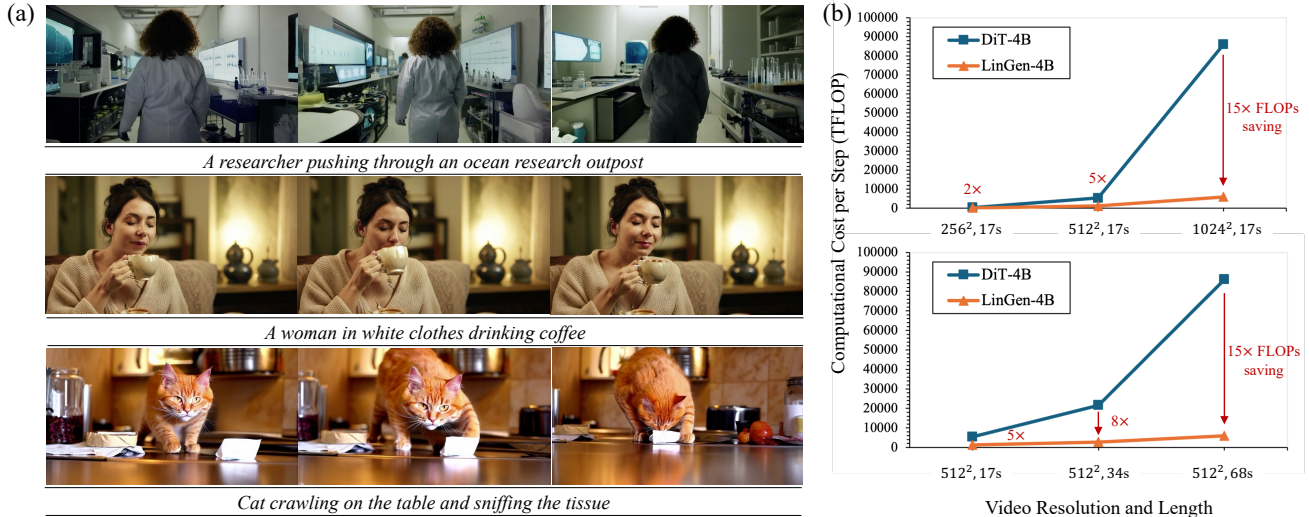 (a)
A researcher pushing through an ocean research outpost
A woman in white clothes drinking coffee
Cat crawling on the table and sniffing the tissue
(b)
Computational Cost per Step (TFLOP)
100000
90000
80000
70000
60000
50000
40000
30000
20000
10000
0
DiT-4B
LinGen-4B
2×
5×
15× FLOPs
saving
256², 17s
512², 17s
1024², 17s
100000
90000
80000
70000
60000
50000
40000
30000
20000
10000
0
DiT-4B
LinGen-4B
5×
8×
15× FLOPs
saving
512², 17s
512², 34s
512², 68s
Video Resolution and Length